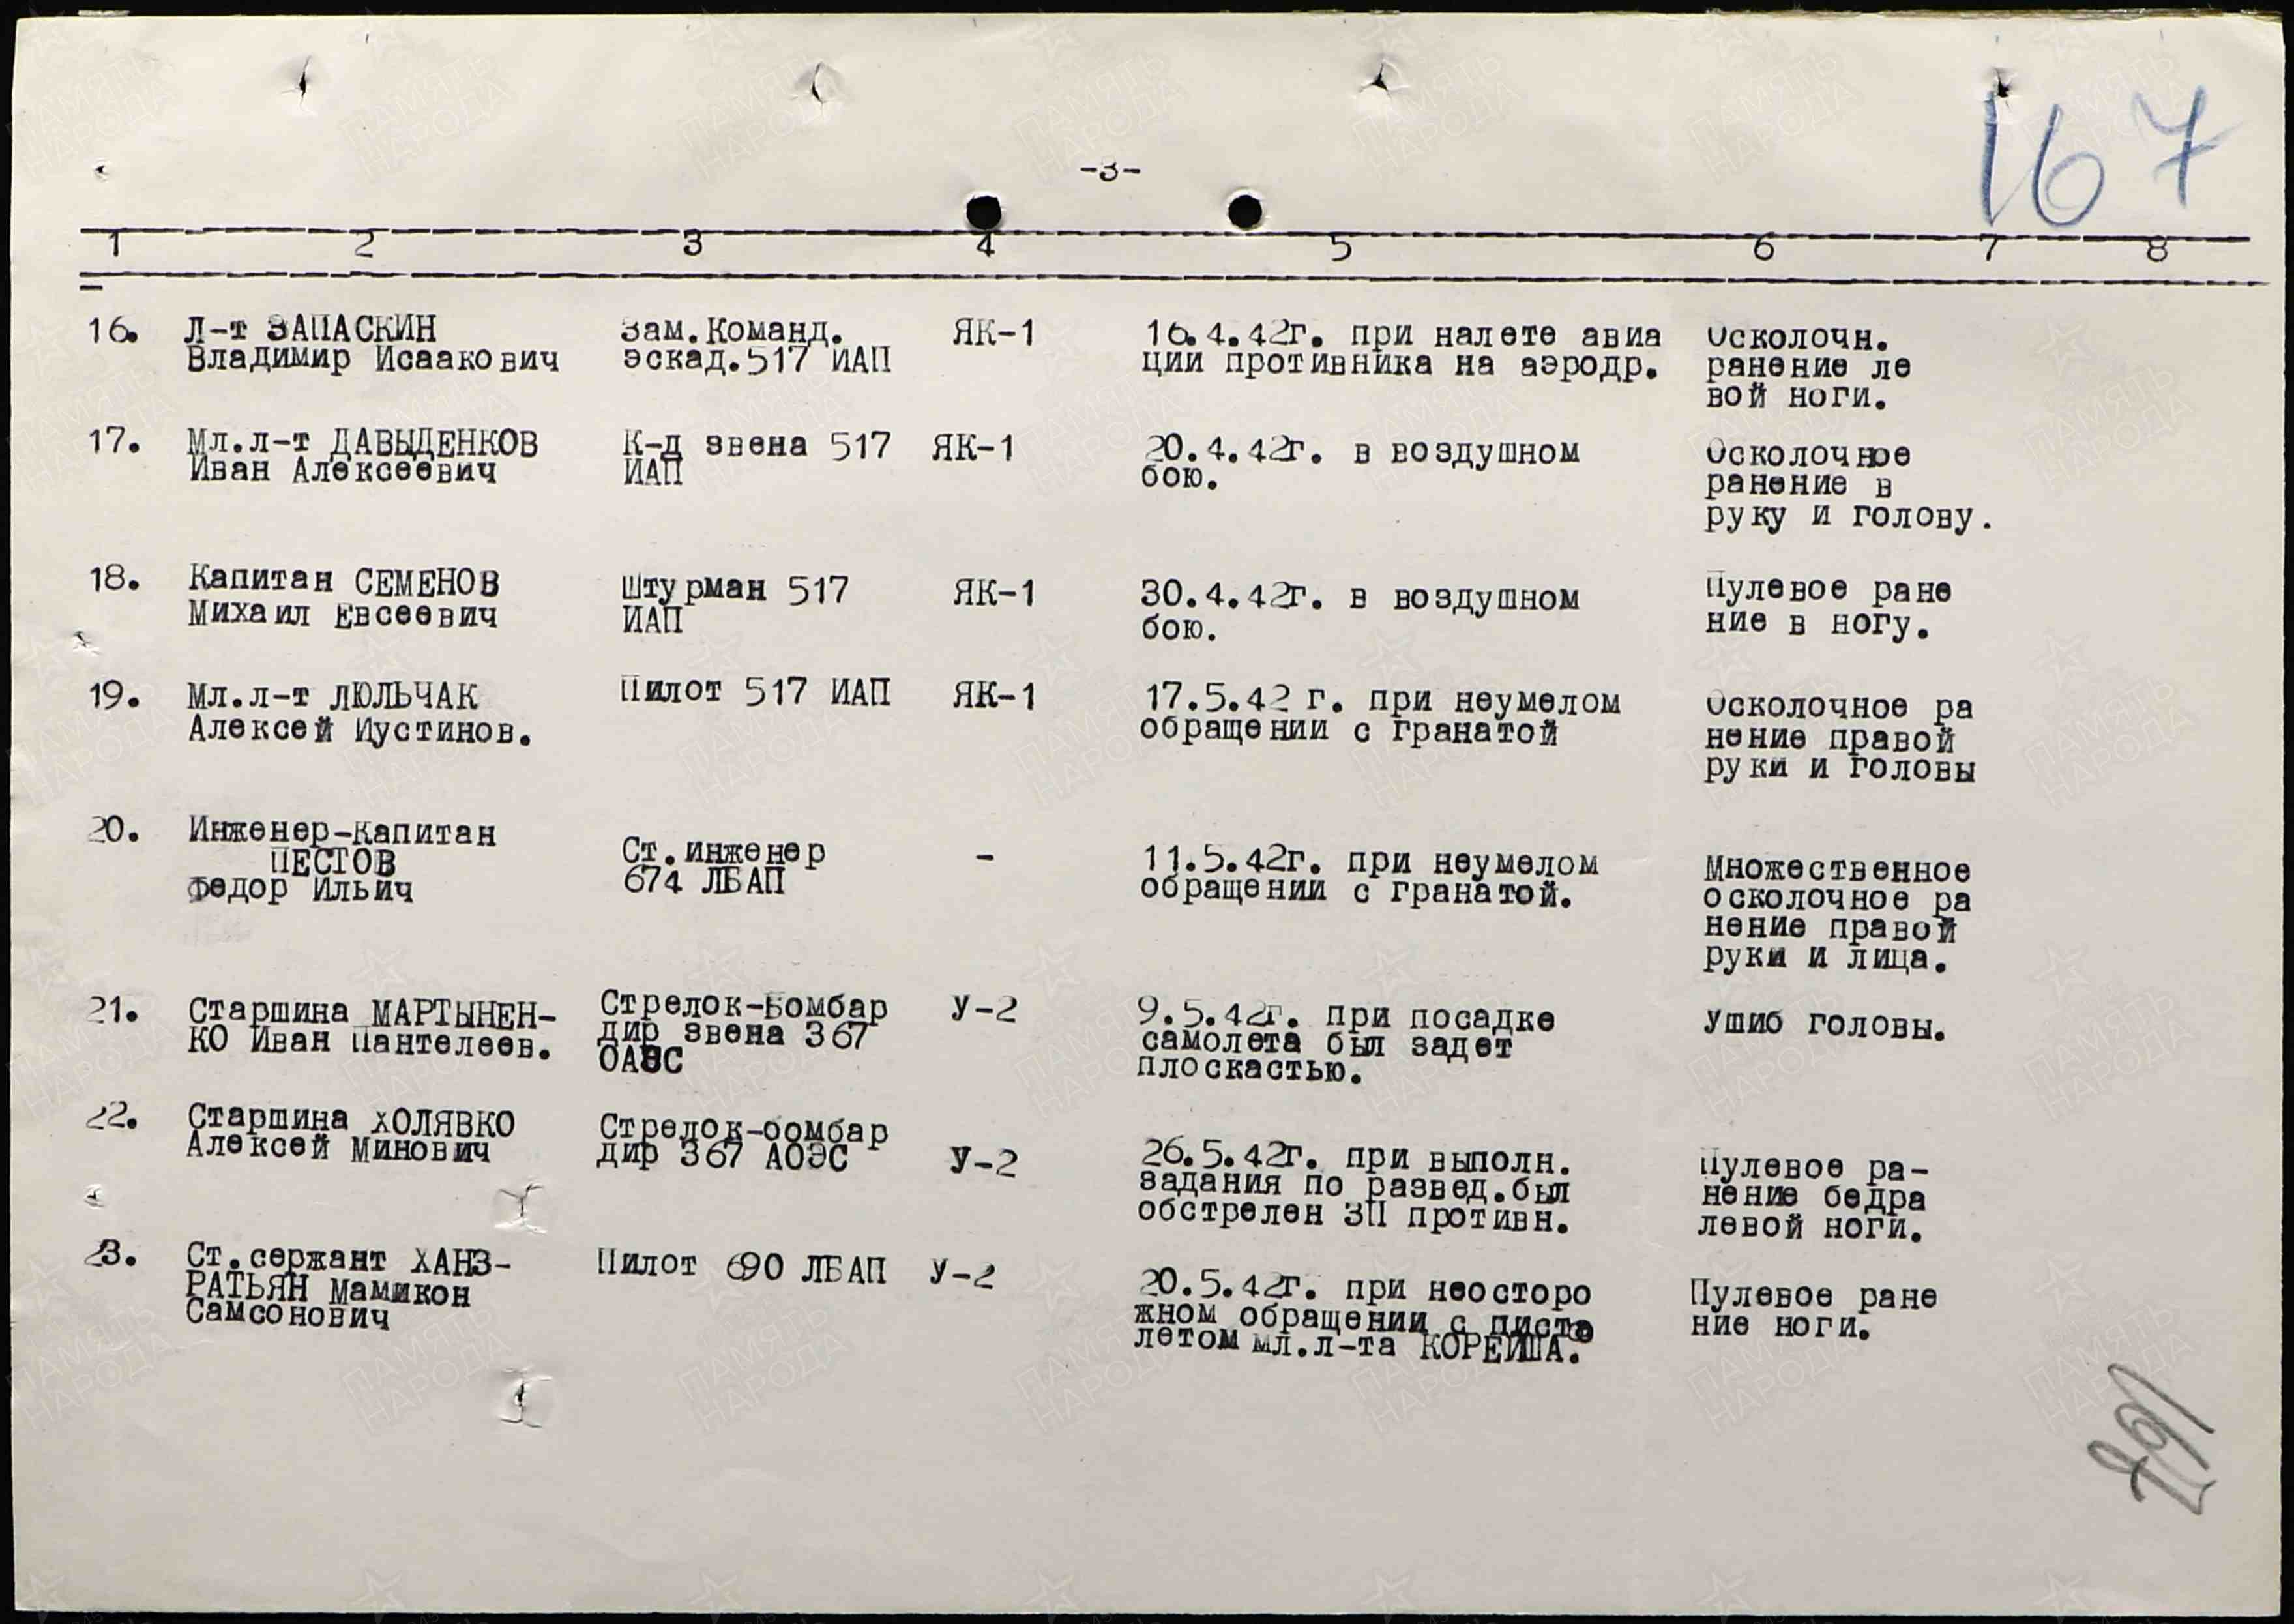 167
-3-
1 2 3 4 5 6 7 8
16. Л-т ЗАПАСКИН Зам.Команд. ЯК-1 16.4.42г. при налете авиа Осколочн.
Владимир Исаакович эскад.517 ИАП ции противника на аэродр. ранение ле
вой ноги.
17. Мл.л-т ДАВЫДЕНКОВ К-д звена 517 ЯК-1 20.4.42г. в воздушном Осколочное
Иван Алексеевич ИАП бою. ранение в
руку и голову.
18. Капитан СЕМЕНОВ Штурман 517 ЯК-1 30.4.42г. в воздушном Пулевое ране
Михаил Евсеевич ИАП бою. ние в ногу.
19. Мл.л-т ЛЮЛЬЧАК Пилот 517 ИАП ЯК-1 17.5.42 г. при неумелом Осколочное ра
Алексей Иустинов. обращении с гранатой нение правой
руки и головы
20. Инженер-капитан
ПЕСТОВ Ст.инженер - 11.5.42г. при неумелом Множественное
Федор Ильич 674 ЛБАП обращении с гранатой. осколочное ра
нение правой
руки и лица.
21. Старшина МАРТЫНЕН- Стрелок-бомбар У-2 9.5.42г. при посадке Ушиб головы.
КО Иван Пантелеев. дир звена 367 самолета был задет
ОАЭС плоскастью.
22. Старшина ХОЛЯВКО Стрелок-бомбар
Алексей Минович дир 367 АОЭС У-2 26.5.42г. при выполн. Пулевое ра-
задания по развед.был нение бедра
обстрелен ЗП противн. левой ноги.
23. Ст.сержант ХАНЗ- Пилот 690 ЛБАП У-2 20.5.42г. при неосторо Пулевое ране
РАТЬЯН Мамикон жном обращении с писто ние ноги.
Самсонович летом мл.л-та КОРЕЙША.